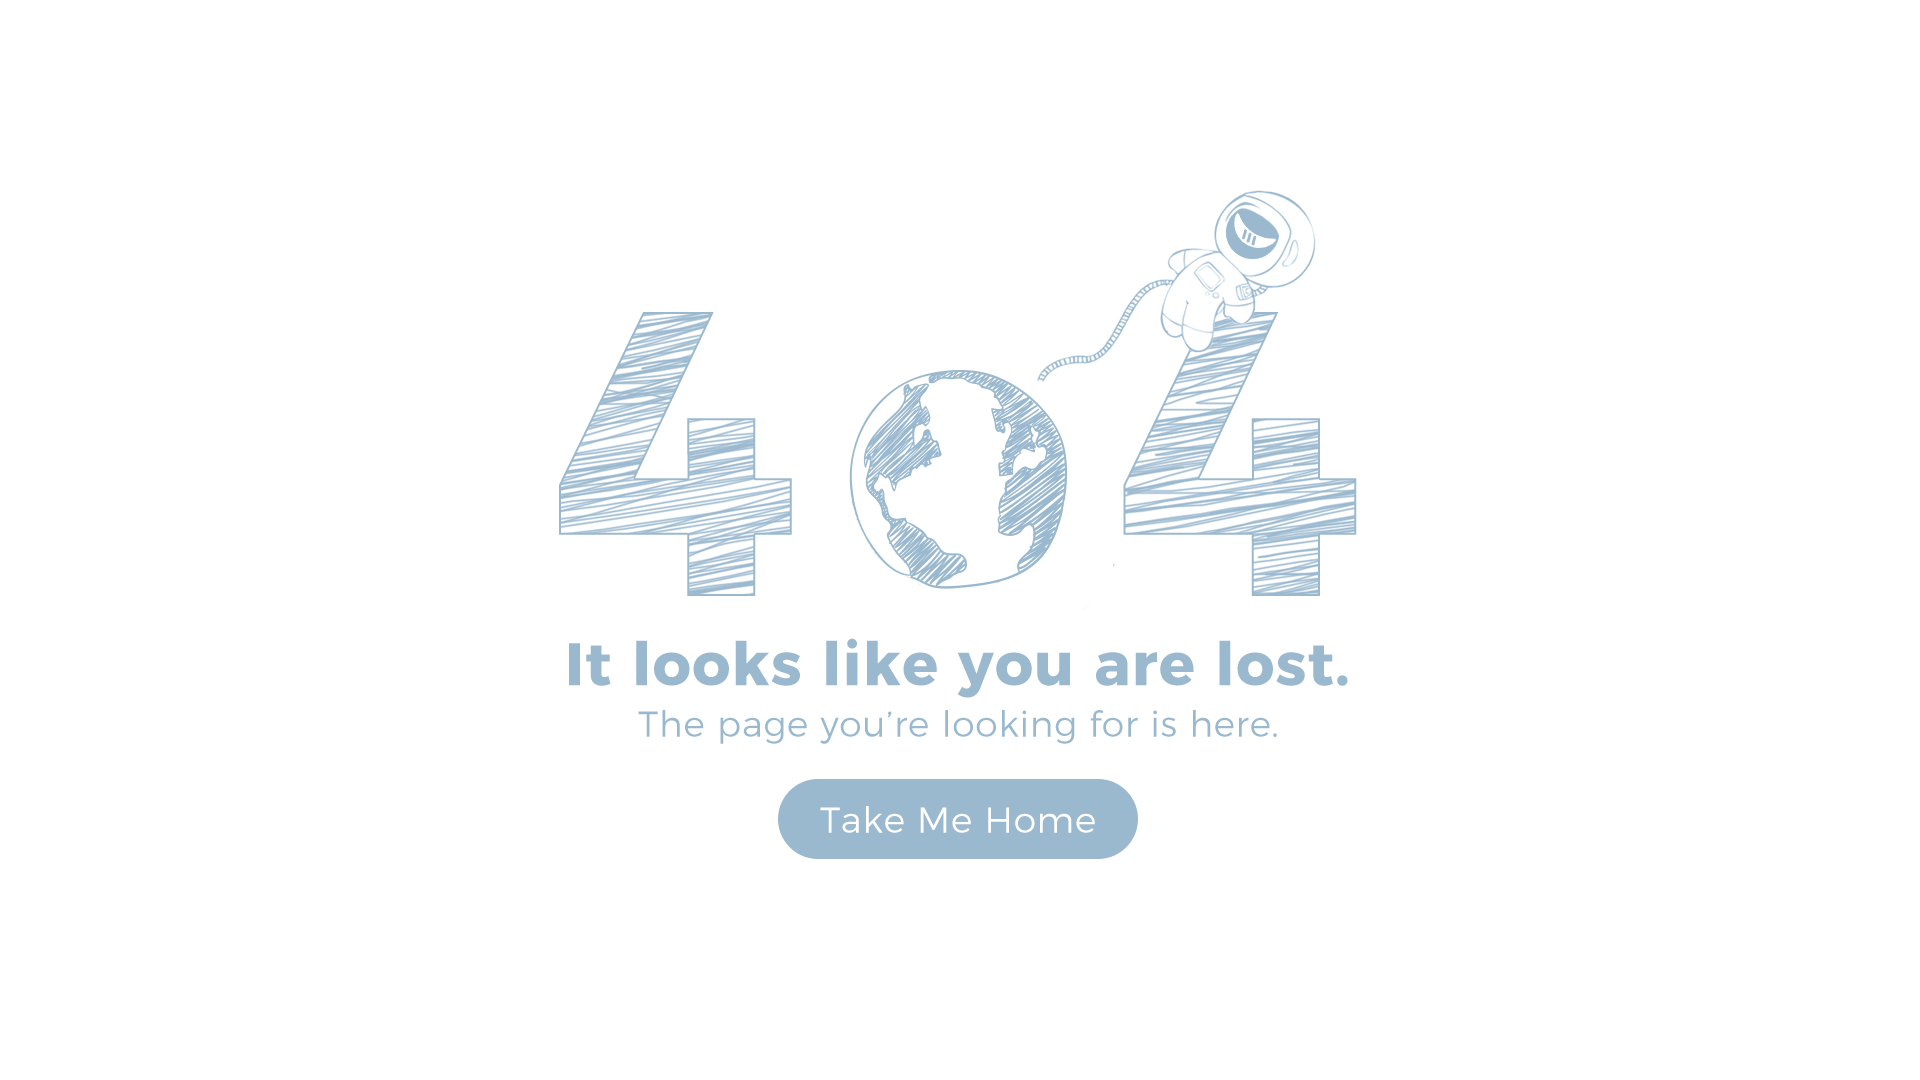 404
It looks like you are lost.
The page you’re looking for is here.
Take Me Home